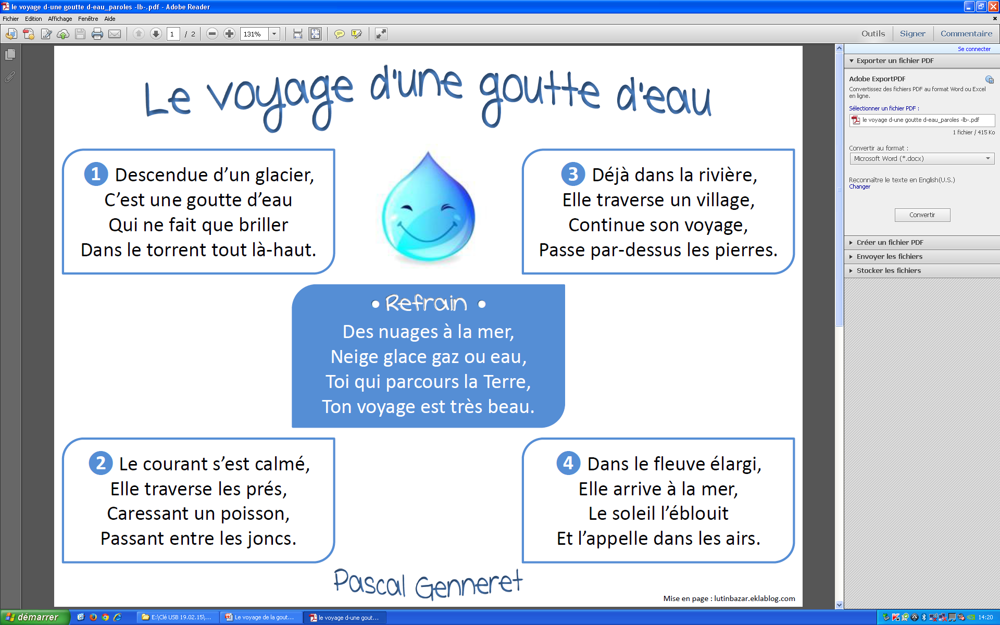 le voyage d-une goutte d-eau_paroles -lb-.pdf - Adobe Reader
Fichier Edition Affichage Fenêtre Aide
1 / 2 131% Outils Signer Commentaire
Se connecter
Exporter un fichier PDF
Adobe ExportPDF
Convertissez des fichiers PDF au format Word ou Excel
en ligne.
Sélectionner un fichier PDF :
le voyage d-une goutte d-eau_paroles -lb-.pdf
1 fichier / 415 Ko
Convertir au format :
Microsoft Word (*.docx)
Reconnaître le texte en English(U.S.)
Changer
Convertir
Créer un fichier PDF
Envoyer les fichiers
Stocker les fichiers
Le voyage d'une goutte d'eau
1 Descendue d’un glacier,
C’est une goutte d’eau
Qui ne fait que briller
Dans le torrent tout là-haut.
3 Déjà dans la rivière,
Elle traverse un village,
Continue son voyage,
Passe par-dessus les pierres.
• Refrain •
Des nuages à la mer,
Neige glace gaz ou eau,
Toi qui parcours la Terre,
Ton voyage est très beau.
2 Le courant s’est calmé,
Elle traverse les prés,
Caressant un poisson,
Passant entre les joncs.
4 Dans le fleuve élargi,
Elle arrive à la mer,
Le soleil l’éblouit
Et l’appelle dans les airs.
Pascal Genneret
Mise en page : lutinbazar.eklablog.com
démarrer E:\Clé USB 19.02.15\... Le voyage de la gout... le voyage d-une gout... 14:20